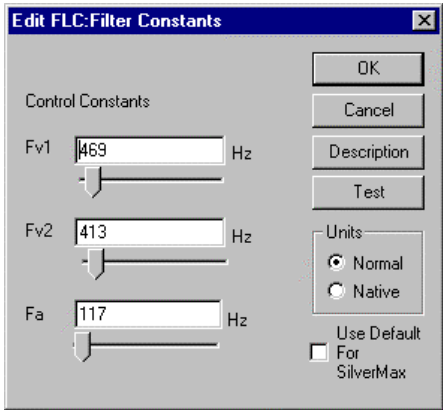 Edit FLC:Filter Constants
OK
Control Constants
Cancel
Fv1 469 Hz
Description
Test
Fv2 413 Hz
Units
Normal
Native
Fa 117 Hz
Use Default
For
SilverMax